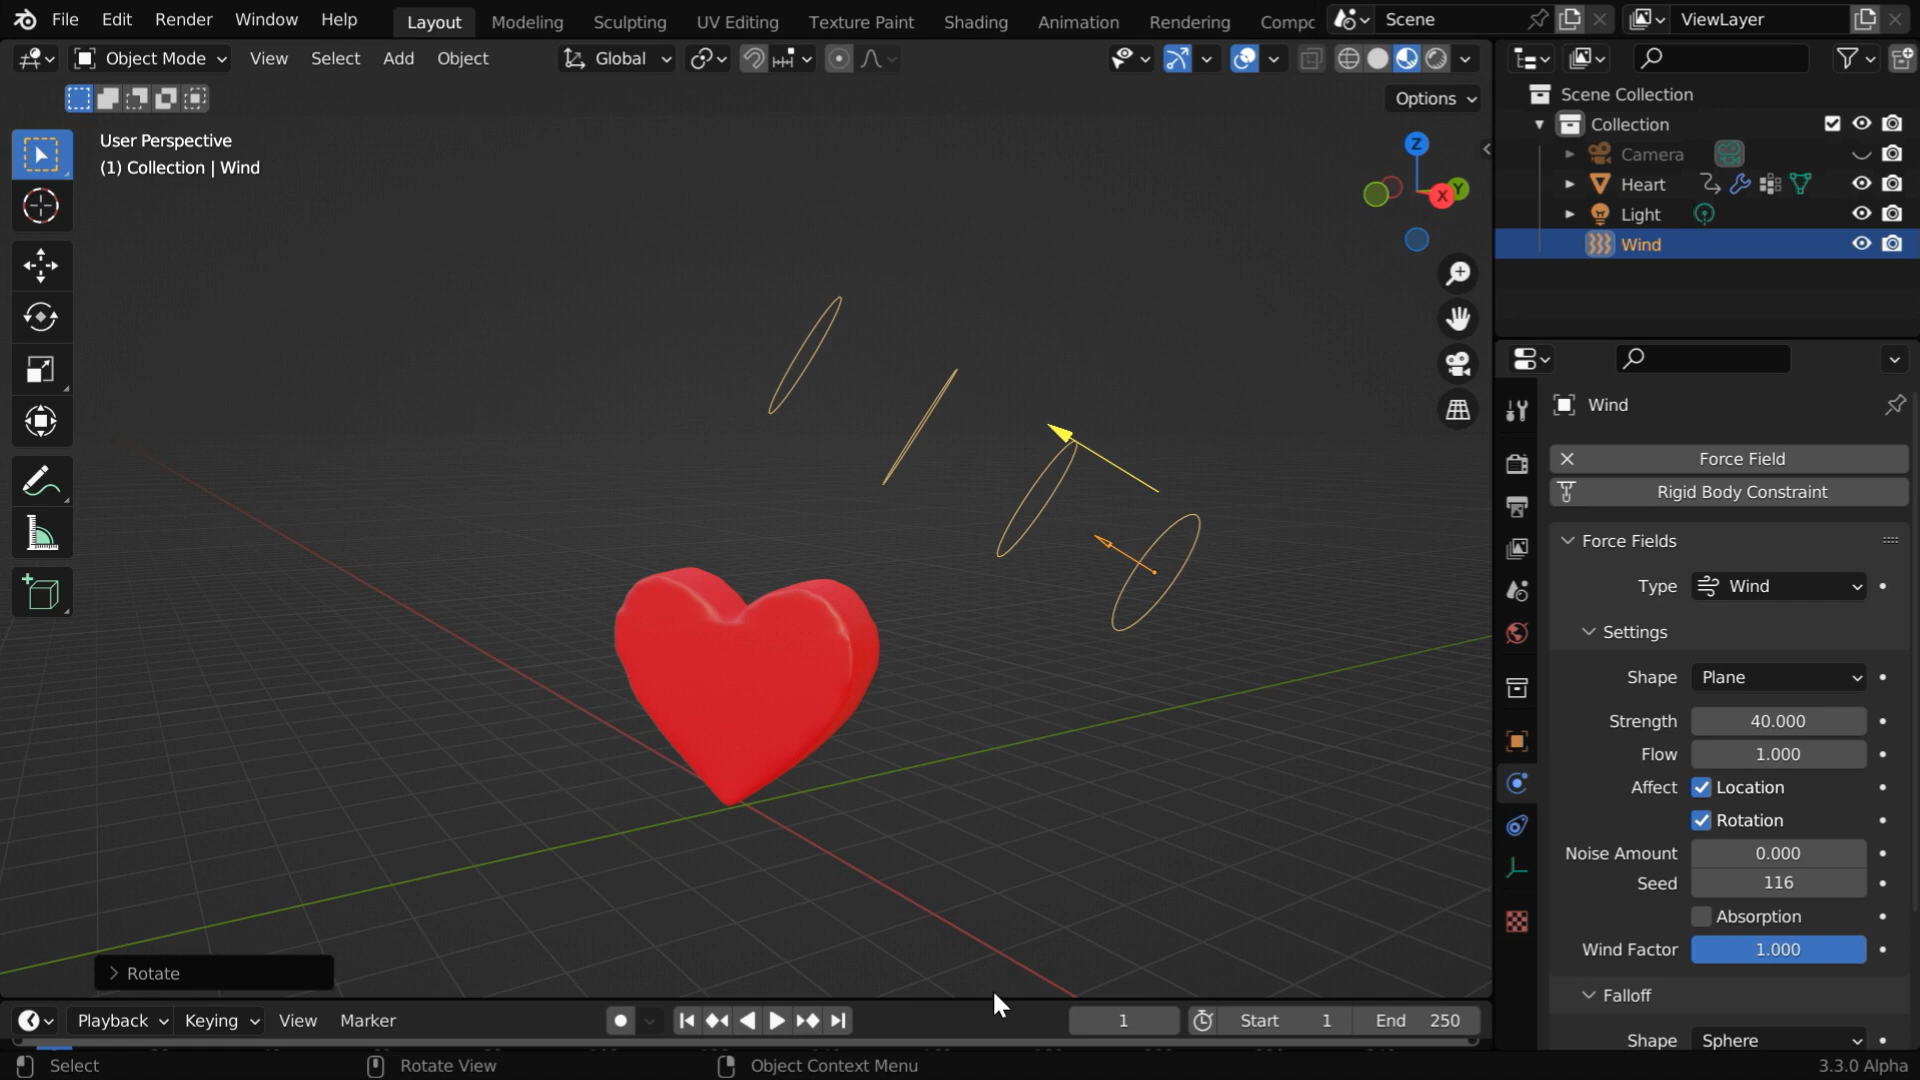 File Edit Render Window Help Layout Modeling Sculpting UV Editing Texture Paint Shading Animation Rendering Compc Scene ViewLayer
Object Mode View Select Add Object Global
Options
User Perspective
(1) Collection | Wind
Z
X Y
Scene Collection
Collection
Camera
Heart
Light
Wind
Wind
Force Field
Rigid Body Constraint
Force Fields
Type Wind
Settings
Shape Plane
Strength 40.000
Flow 1.000
Affect Location
Rotation
Noise Amount 0.000
Seed 116
Absorption
Wind Factor 1.000
Falloff
Shape Sphere
Rotate
Playback Keying View Marker 1 Start 1 End 250
Select Rotate View Object Context Menu 3.3.0 Alpha